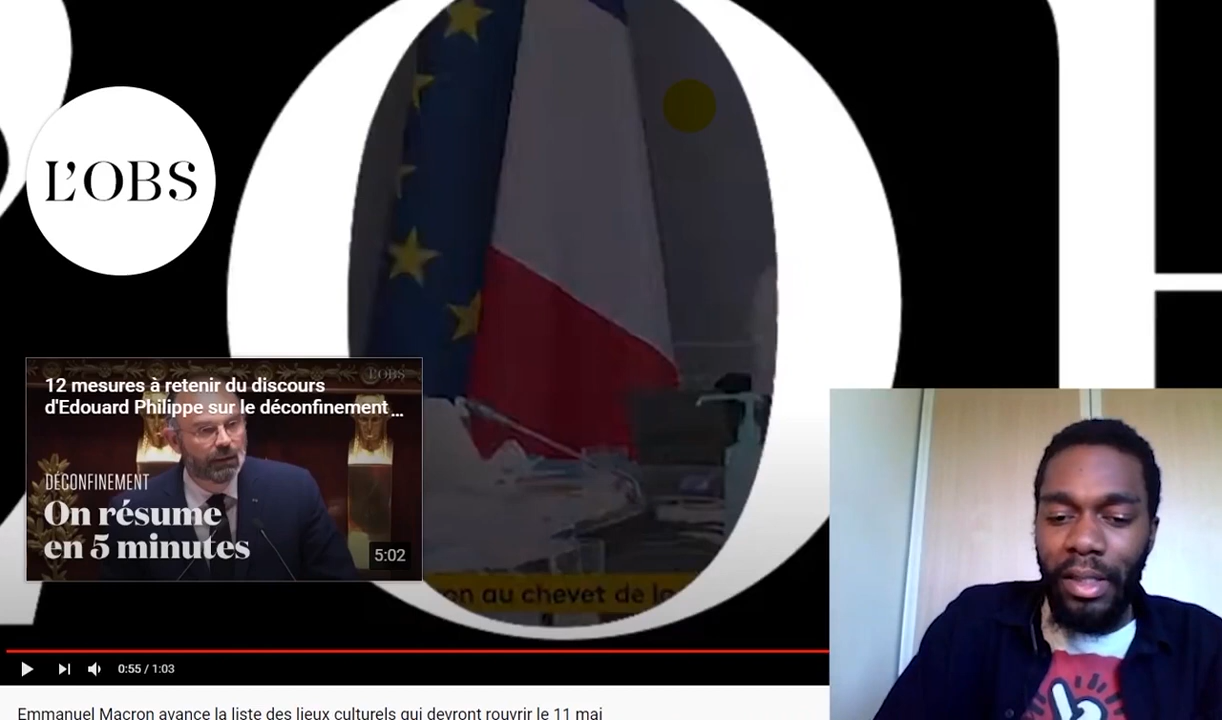 L'OBS
L'OBS
12 mesures à retenir du discours
d'Edouard Philippe sur le déconfinement ...
DÉCONFINEMENT
On résume
en 5 minutes
5:02
on au chevet de la
0:55 / 1:03
Emmanuel Macron avance la liste des lieux culturels qui devront rouvrir le 11 mai